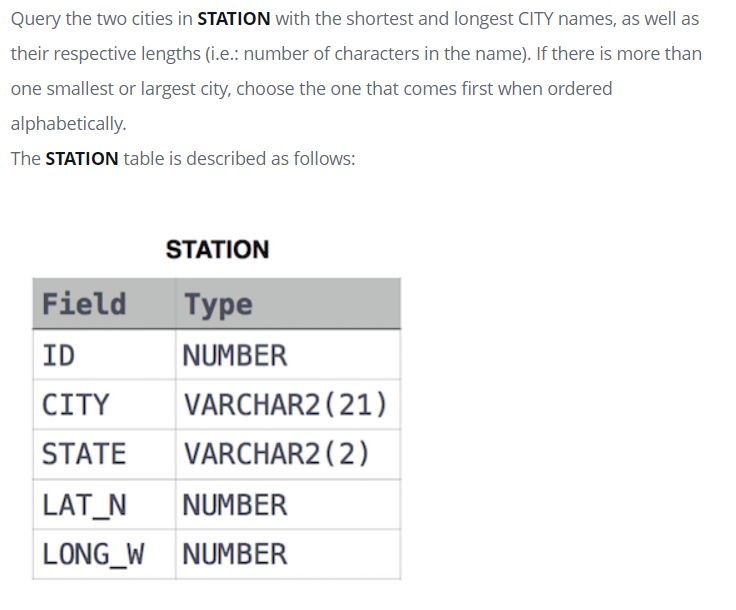 Query the two cities in STATION with the shortest and longest CITY names, as well as
their respective lengths (i.e.: number of characters in the name). If there is more than
one smallest or largest city, choose the one that comes first when ordered
alphabetically.
The STATION table is described as follows:
STATION
Field Type
ID NUMBER
CITY VARCHAR2(21)
STATE VARCHAR2(2)
LAT_N NUMBER
LONG_W NUMBER